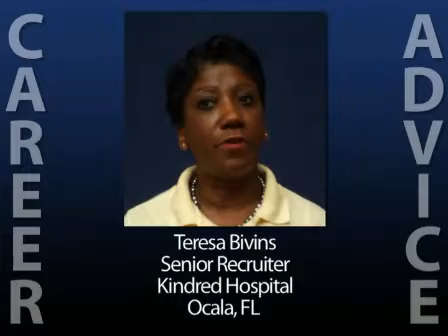 CAREER
ADVICE
Teresa Bivins
Senior Recruiter
Kindred Hospital
Ocala, FL